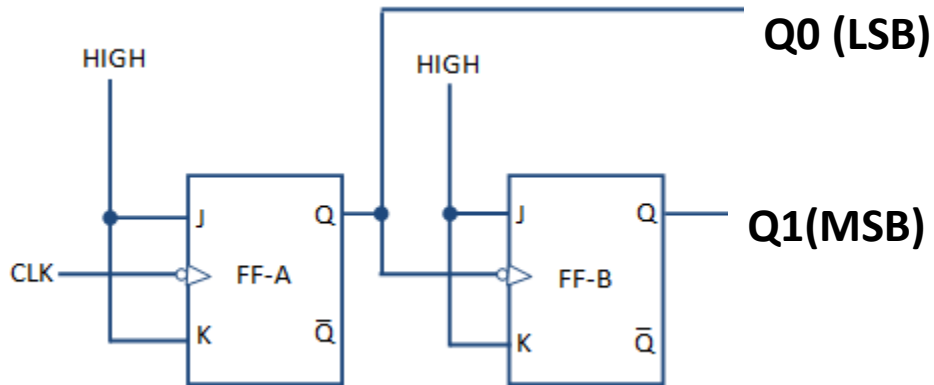 Q0 (LSB)
HIGH
HIGH
J
Q
J
Q
Q1(MSB)
CLK
FF-A
FF-B
K
Q̅
K
Q̅